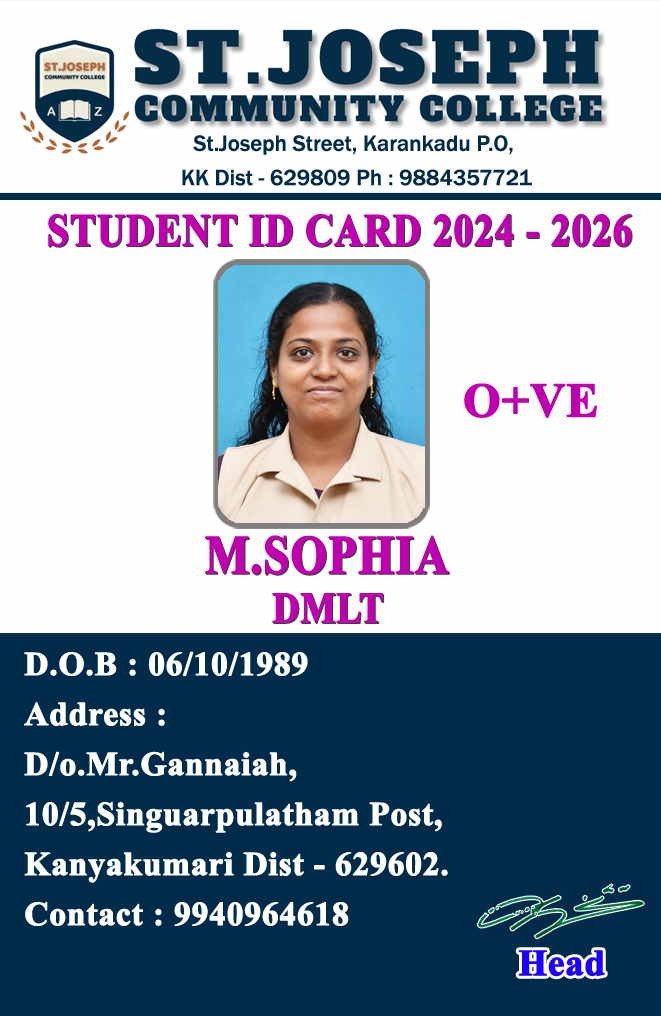 ST.JOSEPH
COMMUNITY COLLEGE
A Z
ST.JOSEPH
COMMUNITY COLLEGE
St.Joseph Street, Karankadu P.O,
KK Dist - 629809 Ph : 9884357721
STUDENT ID CARD 2024 - 2026
O+VE
M.SOPHIA
DMLT
D.O.B : 06/10/1989
Address :
D/o.Mr.Gannaiah,
10/5,Singuarpulatham Post,
Kanyakumari Dist - 629602.
Contact : 9940964618
Head